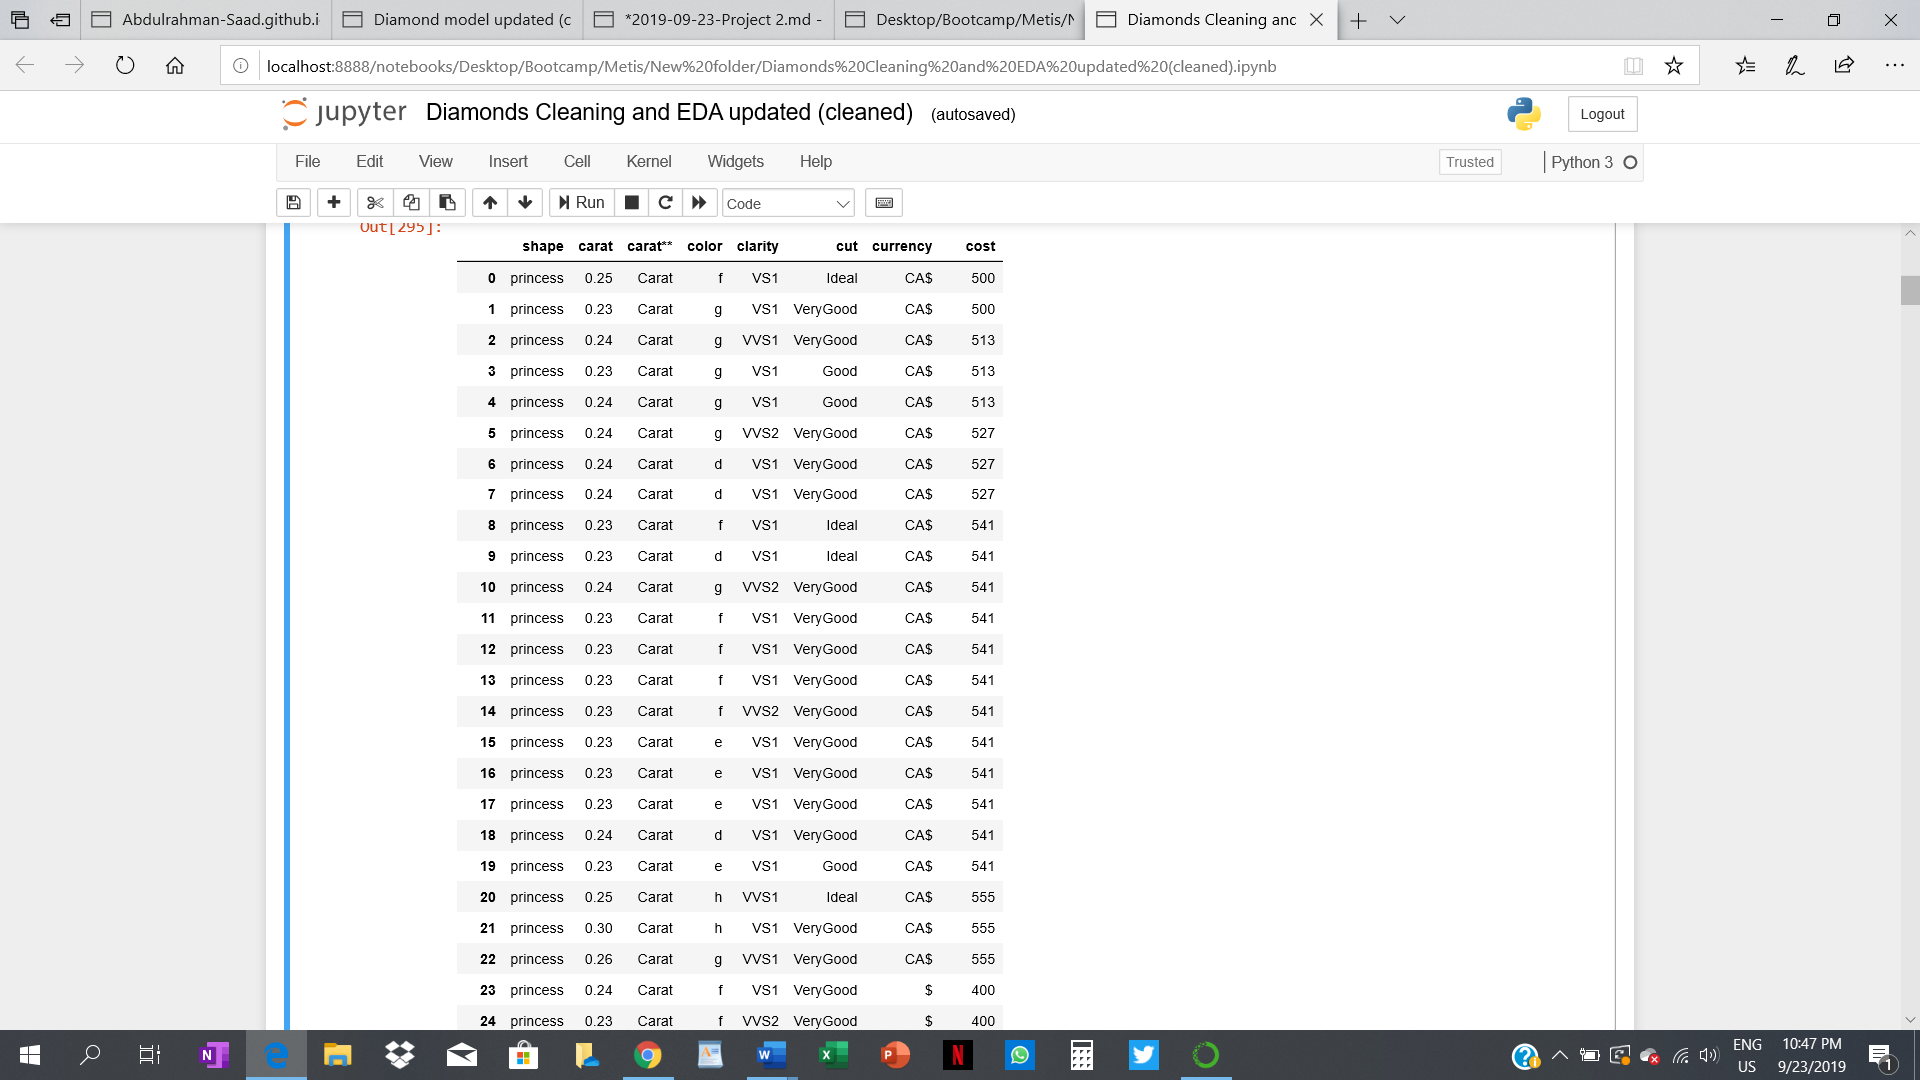 Abdulrahman-Saad.github.i
Diamond model updated (c
*2019-09-23-Project 2.md -
Desktop/Bootcamp/Metis/N
Diamonds Cleaning anc
localhost:8888/notebooks/Desktop/Bootcamp/Metis/New%20folder/Diamonds%20Cleaning%20and%20EDA%20updated%20(cleaned).ipynb
jupyter Diamonds Cleaning and EDA updated (cleaned) (autosaved)
Logout
File Edit View Insert Cell Kernel Widgets Help
Trusted
Python 3
Run
Code
Out[295]:
shape carat carat** color clarity cut currency cost
0 princess 0.25 Carat f VS1 Ideal CA$ 500
1 princess 0.23 Carat g VS1 VeryGood CA$ 500
2 princess 0.24 Carat g VVS1 VeryGood CA$ 513
3 princess 0.23 Carat g VS1 Good CA$ 513
4 princess 0.24 Carat g VS1 Good CA$ 513
5 princess 0.24 Carat g VVS2 VeryGood CA$ 527
6 princess 0.24 Carat d VS1 VeryGood CA$ 527
7 princess 0.24 Carat d VS1 VeryGood CA$ 527
8 princess 0.23 Carat f VS1 Ideal CA$ 541
9 princess 0.23 Carat d VS1 Ideal CA$ 541
10 princess 0.24 Carat g VVS2 VeryGood CA$ 541
11 princess 0.23 Carat f VS1 VeryGood CA$ 541
12 princess 0.23 Carat f VS1 VeryGood CA$ 541
13 princess 0.23 Carat f VS1 VeryGood CA$ 541
14 princess 0.23 Carat f VVS2 VeryGood CA$ 541
15 princess 0.23 Carat e VS1 VeryGood CA$ 541
16 princess 0.23 Carat e VS1 VeryGood CA$ 541
17 princess 0.23 Carat e VS1 VeryGood CA$ 541
18 princess 0.24 Carat d VS1 VeryGood CA$ 541
19 princess 0.23 Carat e VS1 Good CA$ 541
20 princess 0.25 Carat h VVS1 Ideal CA$ 555
21 princess 0.30 Carat h VS1 VeryGood CA$ 555
22 princess 0.26 Carat g VVS1 VeryGood CA$ 555
23 princess 0.24 Carat f VS1 VeryGood $ 400
24 princess 0.23 Carat f VVS2 VeryGood $ 400
ENG
US
10:47 PM
9/23/2019
1